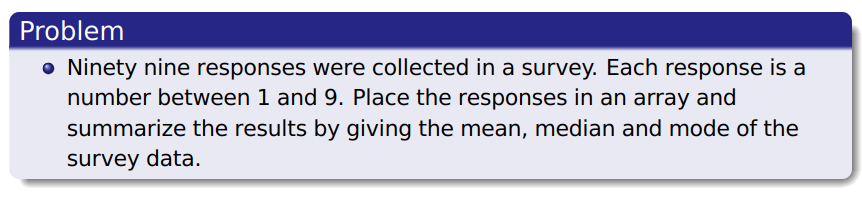 Problem
Ninety nine responses were collected in a survey. Each response is a
number between 1 and 9. Place the responses in an array and
summarize the results by giving the mean, median and mode of the
survey data.